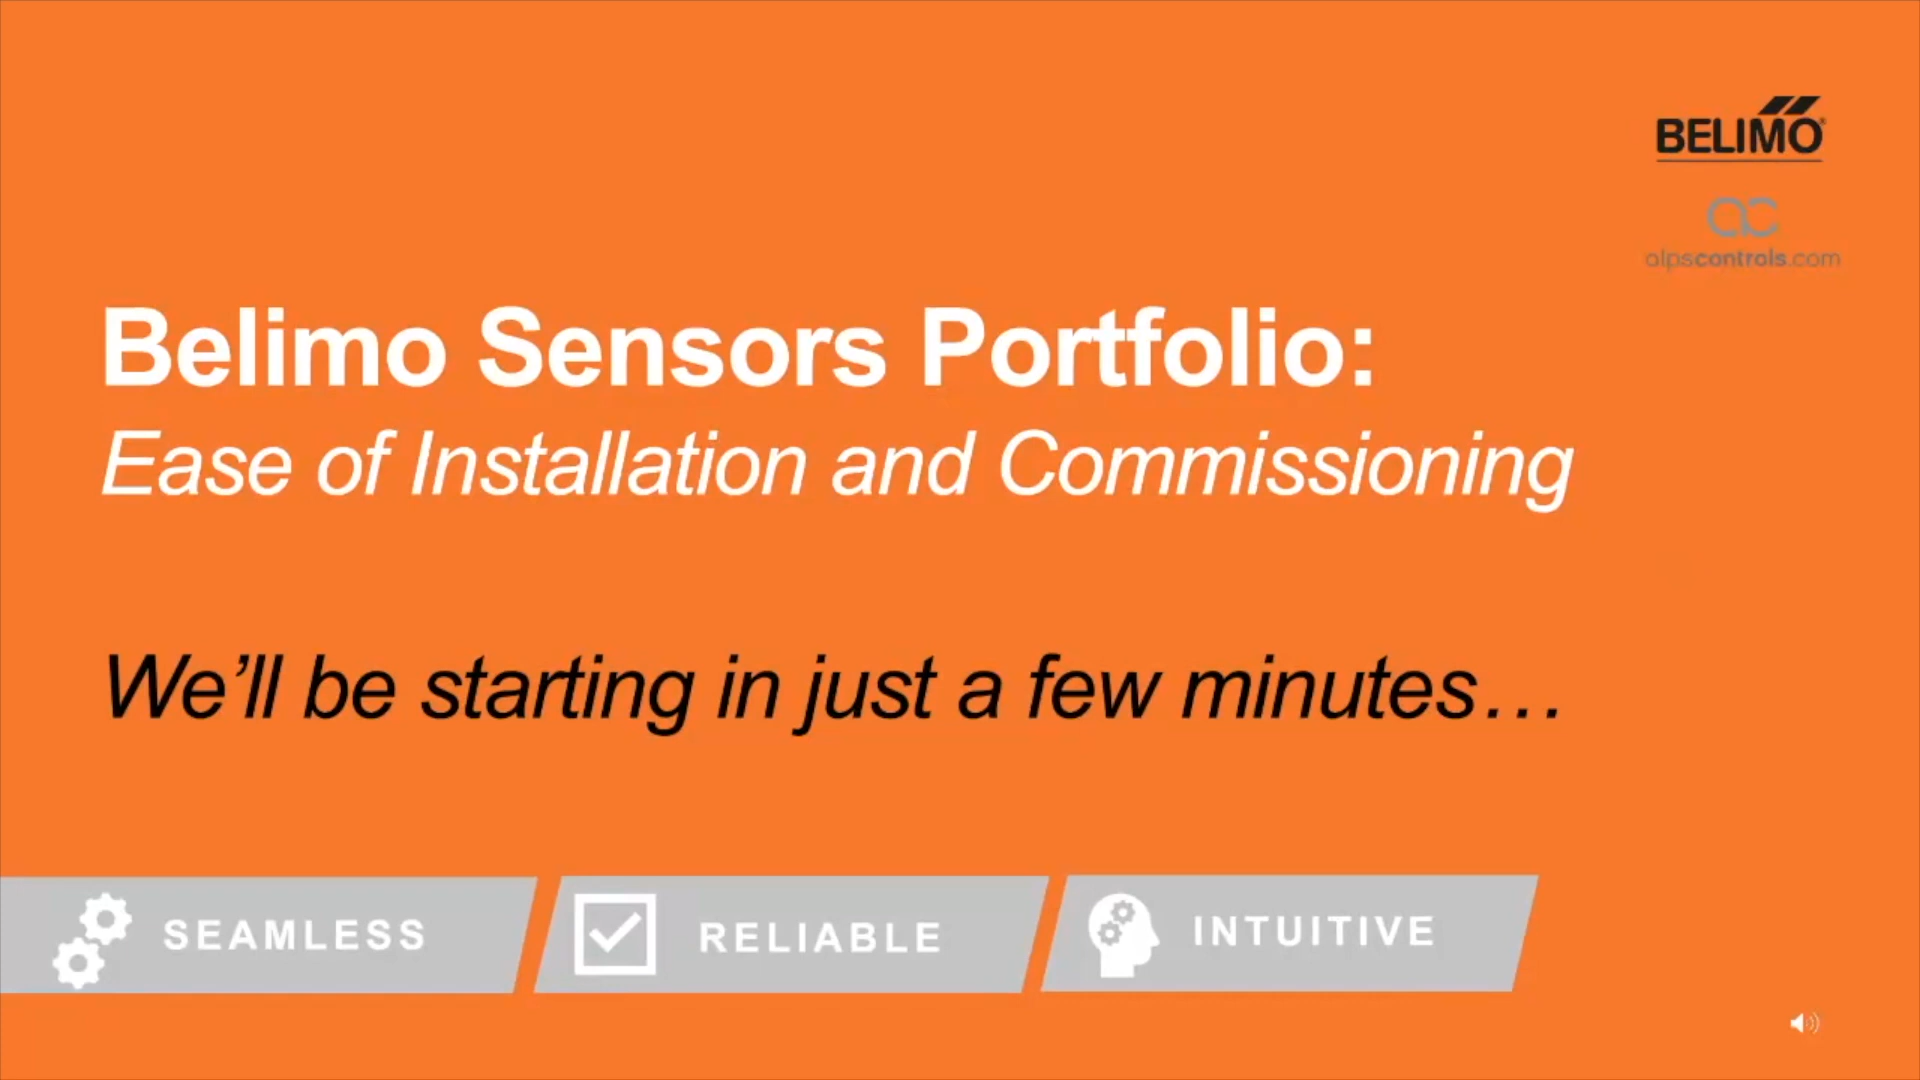 BELIMO®
ac
alpscontrols.com
Belimo Sensors Portfolio:
Ease of Installation and Commissioning
We’ll be starting in just a few minutes…
SEAMLESS
RELIABLE
INTUITIVE